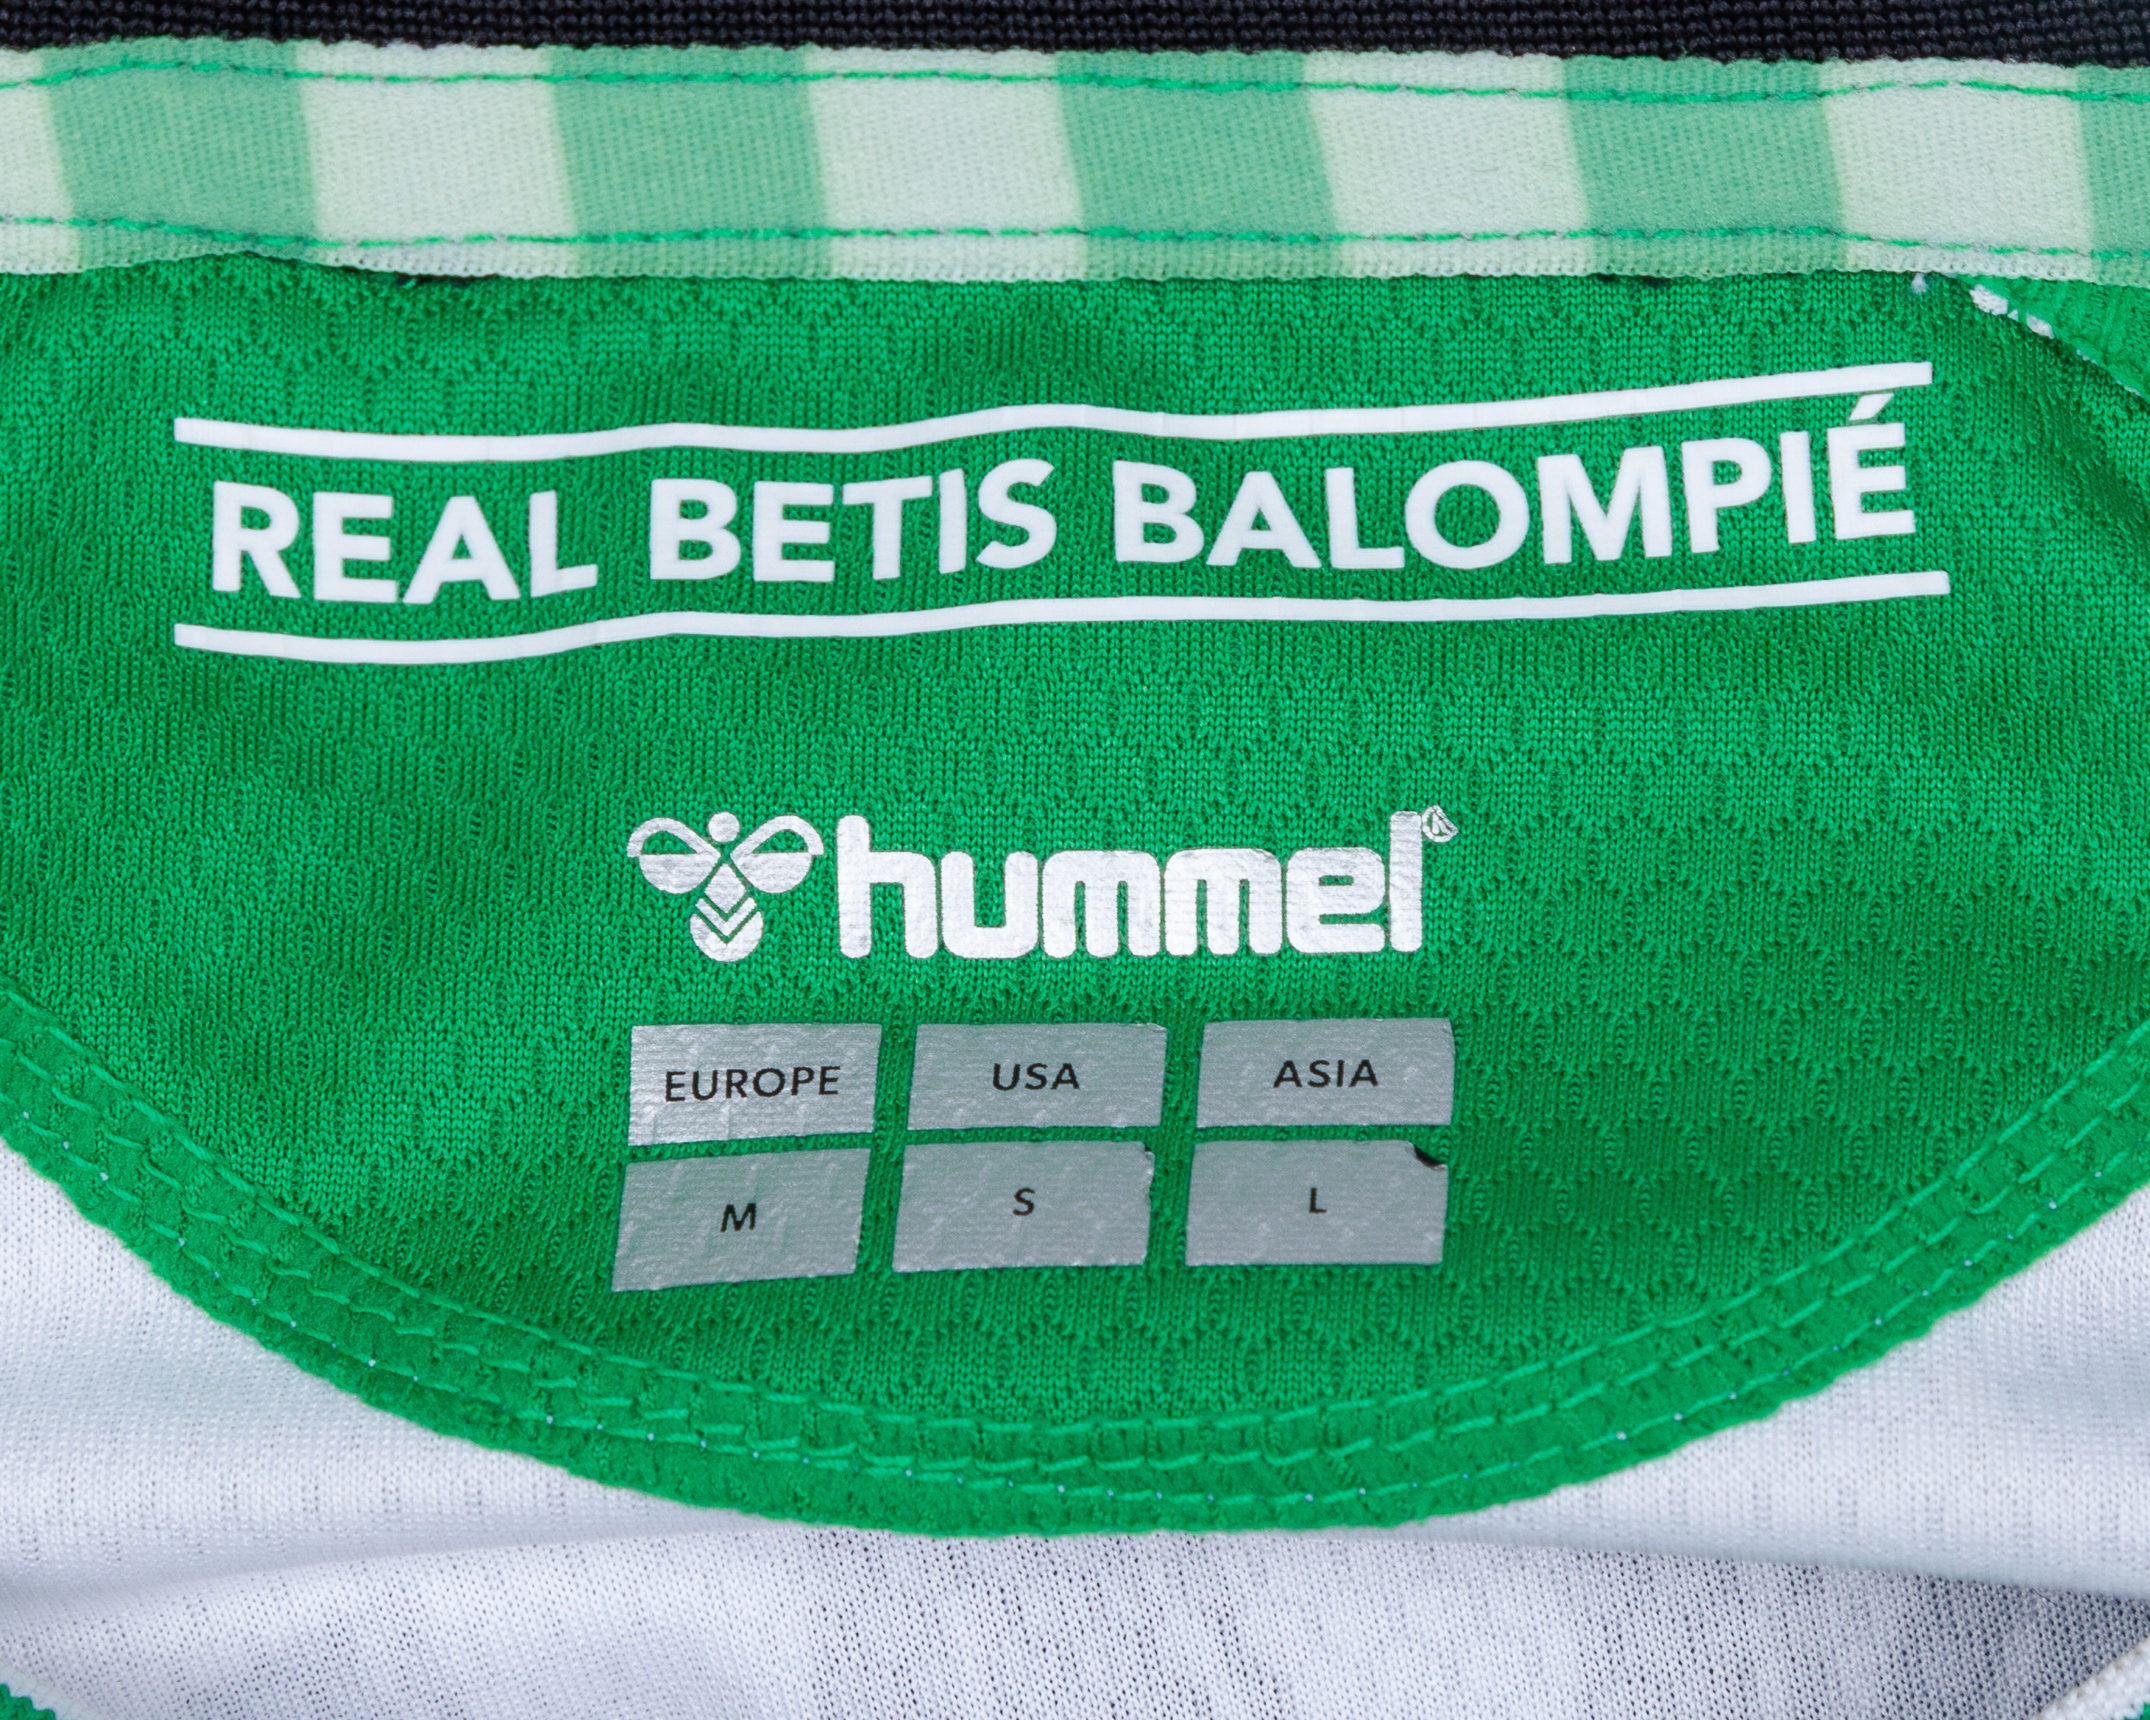 REAL BETIS BALOMPIÉ
hummel®
EUROPE USA ASIA
M S L